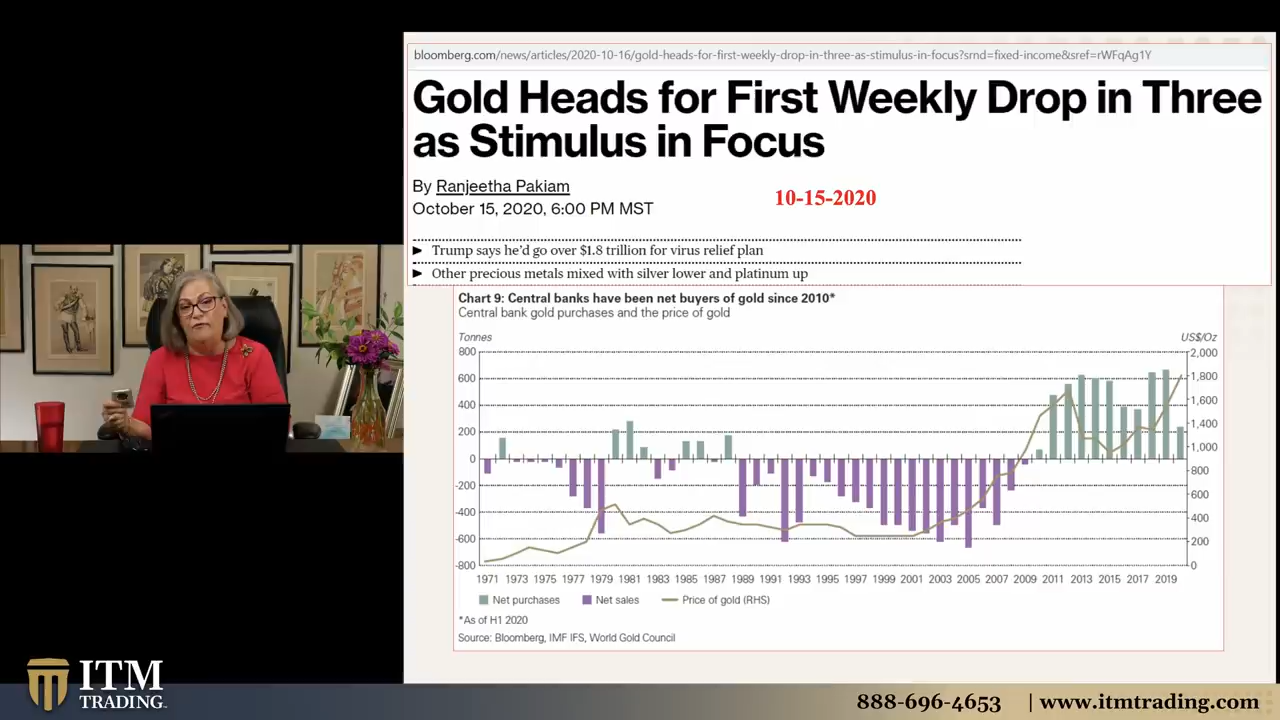 bloomberg.com/news/articles/2020-10-16/gold-heads-for-first-weekly-drop-in-three-as-stimulus-in-focus?srnd=fixed-income&sref=rWFqAg1Y
Gold Heads for First Weekly Drop in Three
as Stimulus in Focus
By Ranjeetha Pakiam
October 15, 2020, 6:00 PM MST
10-15-2020
Trump says he'd go over $1.8 trillion for virus relief plan
Other precious metals mixed with silver lower and platinum up
Chart 9: Central banks have been net buyers of gold since 2010*
Central bank gold purchases and the price of gold
Tonnes US$/Oz
800 2,000
600 1,800
400 1,600
200 1,400
0 1,000
-200 800
-400 600
-600 400
-800 200
0
1971 1973 1975 1977 1979 1981 1983 1985 1987 1989 1991 1993 1995 1997 1999 2001 2003 2005 2007 2009 2011 2013 2015 2017 2019
Net purchases Net sales Price of gold (RHS)
*As of H1 2020
Source: Bloomberg, IMF IFS, World Gold Council
ITM
TRADING
888-696-4653 | www.itmtrading.com